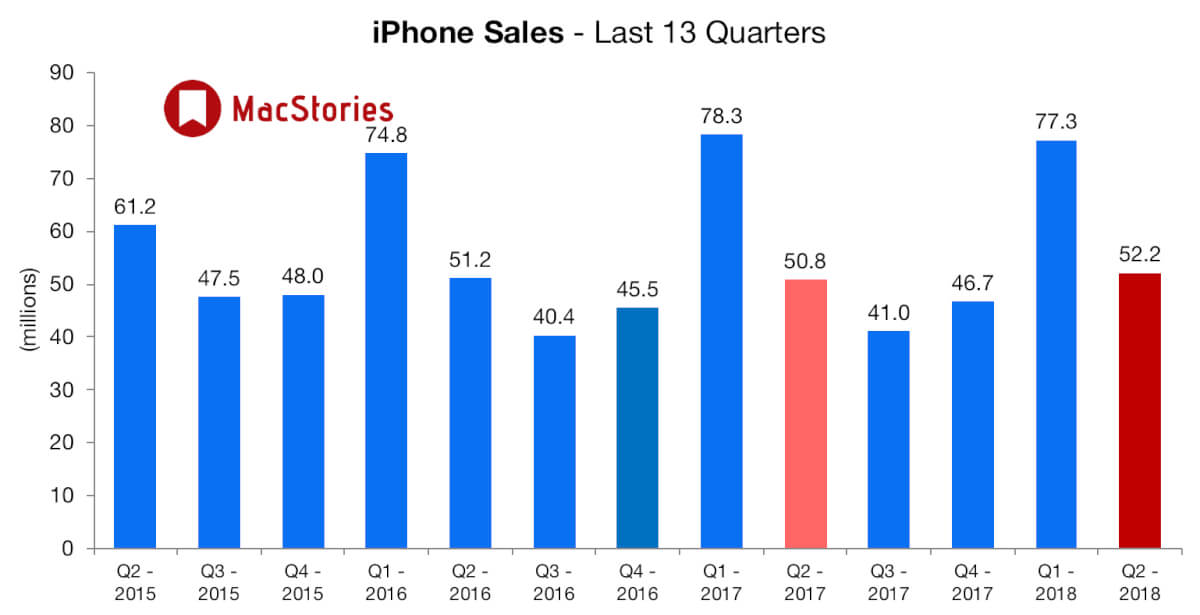 iPhone Sales - Last 13 Quarters
MacStories
(millions)
90
80
70
60
50
40
30
20
10
0
61.2
47.5
48.0
74.8
51.2
40.4
45.5
78.3
50.8
41.0
46.7
77.3
52.2
Q2 -
2015
Q3 -
2015
Q4 -
2015
Q1 -
2016
Q2 -
2016
Q3 -
2016
Q4 -
2016
Q1 -
2017
Q2 -
2017
Q3 -
2017
Q4 -
2017
Q1 -
2018
Q2 -
2018